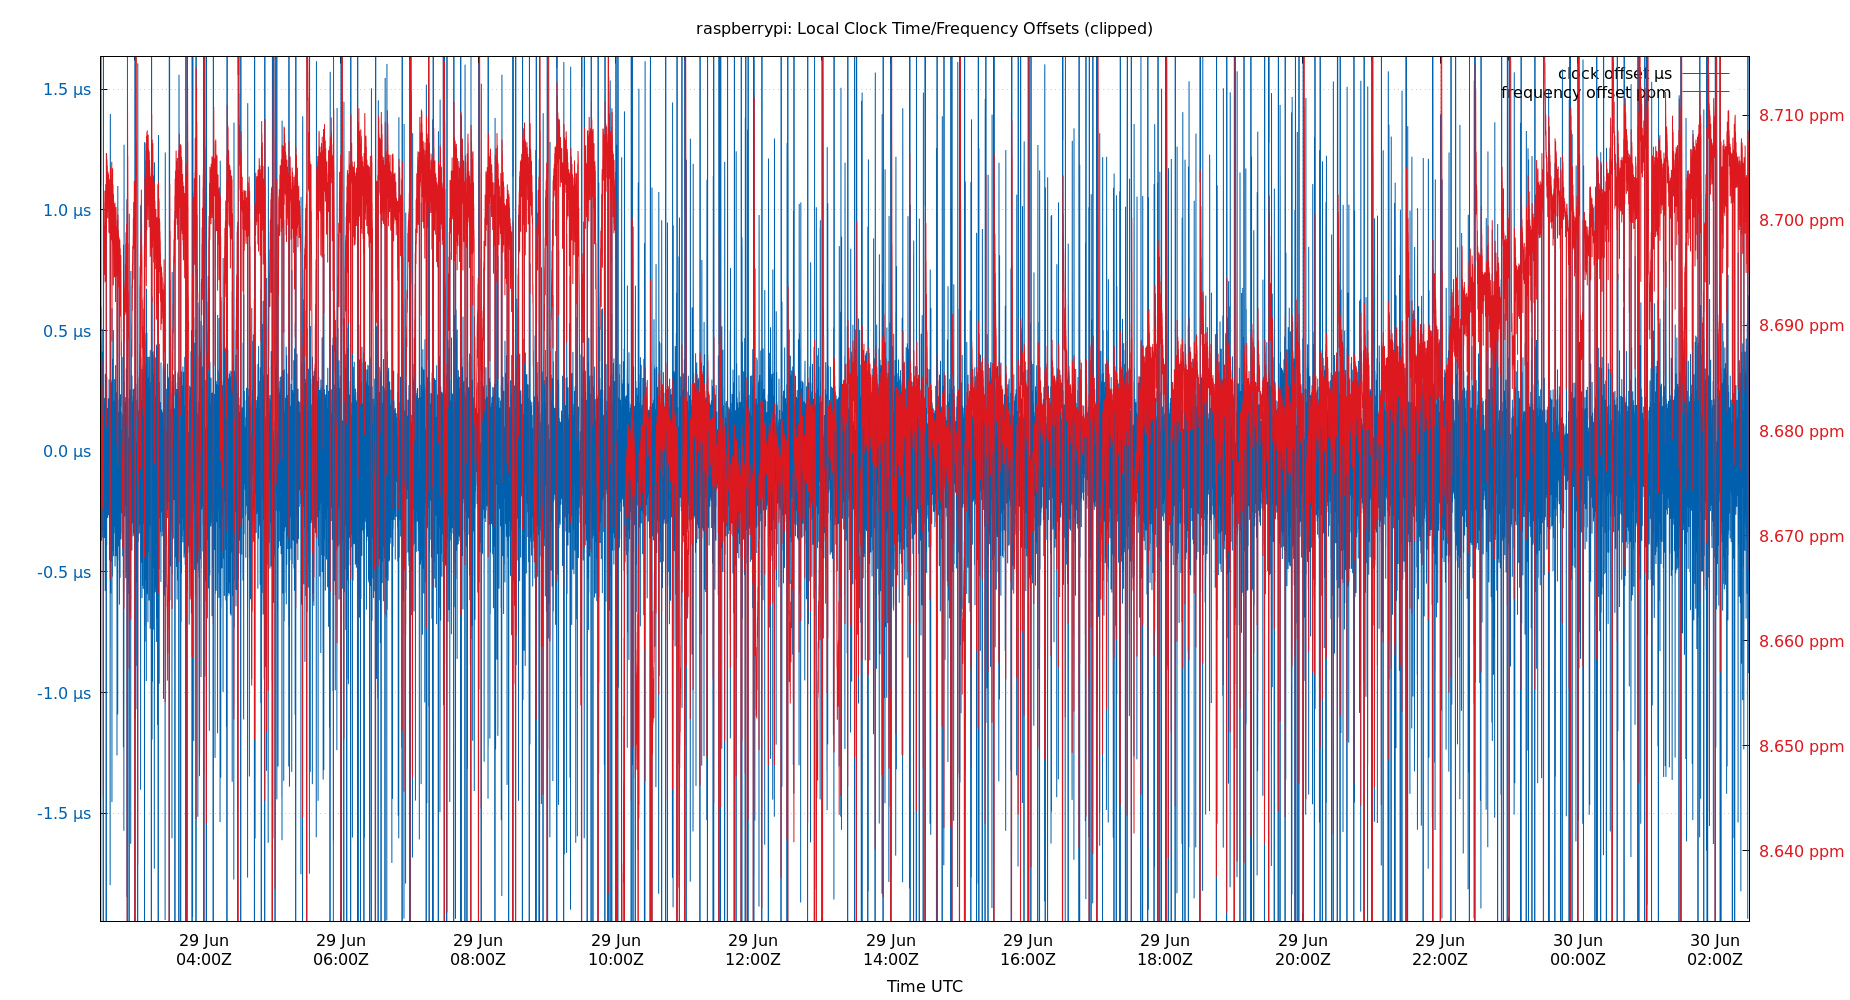 raspberrypi: Local Clock Time/Frequency Offsets (clipped)
clock offset µs
frequency offset ppm
1.5 µs
1.0 µs
0.5 µs
0.0 µs
-0.5 µs
-1.0 µs
-1.5 µs
8.710 ppm
8.700 ppm
8.690 ppm
8.680 ppm
8.670 ppm
8.660 ppm
8.650 ppm
8.640 ppm
29 Jun 29 Jun 29 Jun 29 Jun 29 Jun 29 Jun 29 Jun 29 Jun 29 Jun 29 Jun 30 Jun 30 Jun
04:00Z 06:00Z 08:00Z 10:00Z 12:00Z 14:00Z 16:00Z 18:00Z 20:00Z 22:00Z 00:00Z 02:00Z
Time UTC